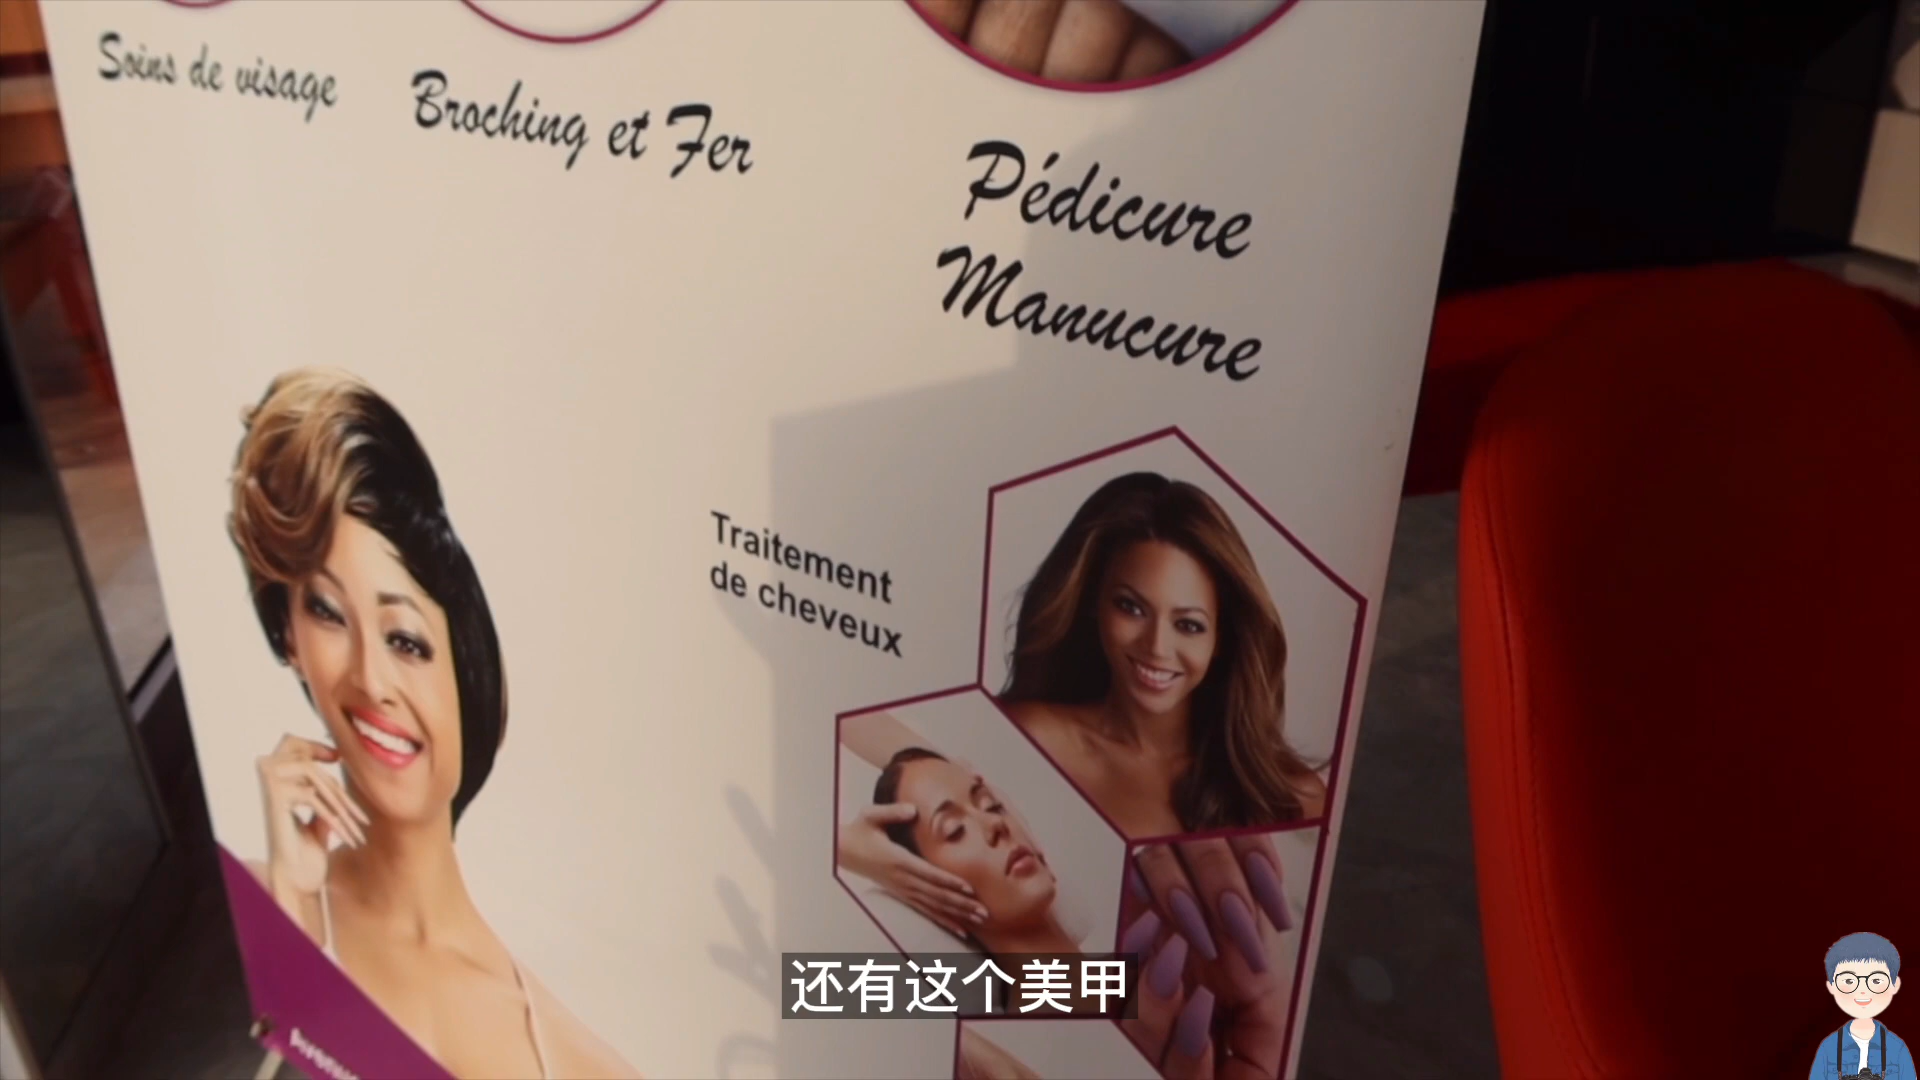 Soins de visage
Broching et Fer
Pédicure
Manucure
Traitement
de cheveux
还有这个美甲